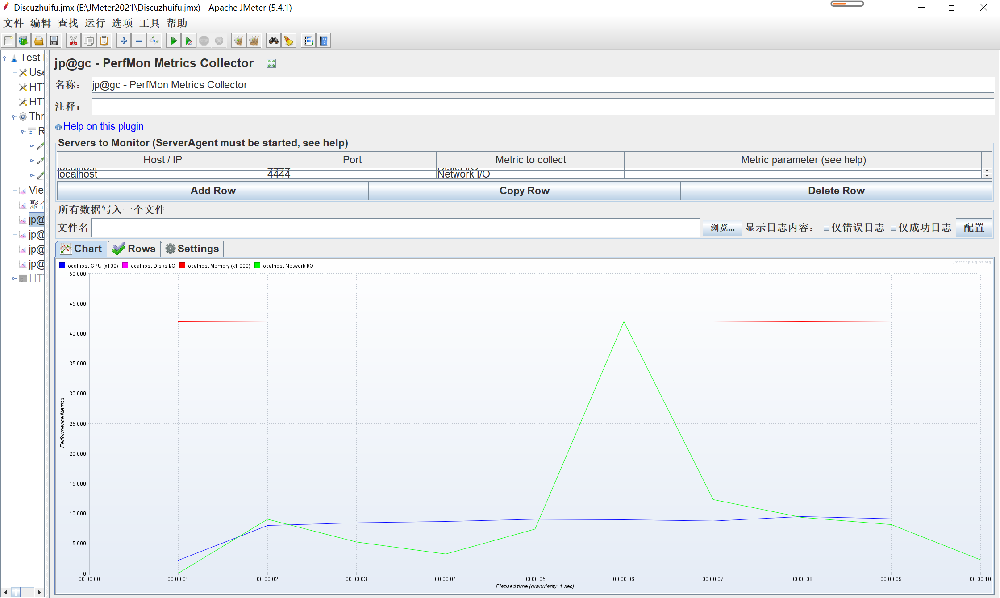 Discuzhuifu.jmx (E:\JMeter2021\Discuzhuifu.jmx) - Apache JMeter (5.4.1)
文件 编辑 查找 运行 选项 工具 帮助
Test
Use
HT
HT
Thr
R
Vie
聚合
jp@
jp@
jp@
jp@
HT
jp@gc - PerfMon Metrics Collector
名称： jp@gc - PerfMon Metrics Collector
注释：
Help on this plugin
Servers to Monitor (ServerAgent must be started, see help)
Host / IP Port Metric to collect Metric parameter (see help)
localhost 4444 Disks I/O
localhost 4444 Network I/O
Add Row Copy Row Delete Row
所有数据写入一个文件
文件名 浏览... 显示日志内容： 仅错误日志 仅成功日志 配置
Chart Rows Settings
localhost CPU (x100) localhost Disks I/O localhost Memory (x1 000) localhost Network I/O
jmeter-plugins.org
50 000
45 000
40 000
35 000
30 000
25 000
20 000
15 000
10 000
5 000
0
Performance Metrics
00:00:00 00:00:01 00:00:02 00:00:03 00:00:04 00:00:05 00:00:06 00:00:07 00:00:08 00:00:09 00:00:10
Elapsed time (granularity: 1 sec)